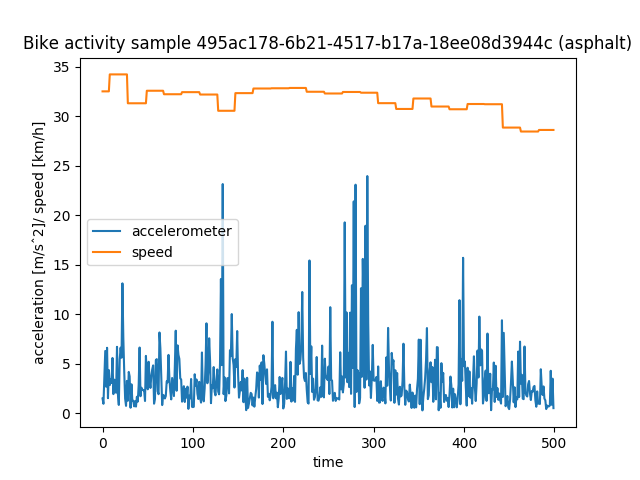 Bike activity sample 495ac178-6b21-4517-b17a-18ee08d3944c (asphalt)
acceleration [m/s^2]/ speed [km/h]
35
30
25
20
15
10
5
0
accelerometer
speed
0 100 200 300 400 500
time